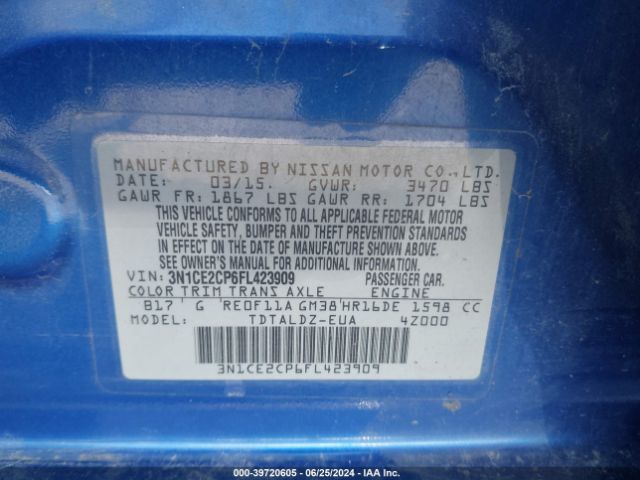 MANUFACTURED BY NISSAN MOTOR CO.,LTD.
DATE: 03/15. GVWR: 3470 LBS
GAWR FR: 1867 LBS GAWR RR: 1704 LBS
THIS VEHICLE CONFORMS TO ALL APPLICABLE FEDERAL MOTOR
VEHICLE SAFETY, BUMPER AND THEFT PREVENTION STANDARDS
IN EFFECT ON THE DATE OF MANUFACTURE SHOWN ABOVE.
SEE OWNER'S MANUAL FOR ADDITIONAL INFORMATION
VIN: 3N1CE2CP6FL423909 PASSENGER CAR.
COLOR TRIM TRANS AXLE ENGINE
B17' G 'RE0F11A GM38'HR16DE 1598 CC
MODEL: TDTALDZ-EUA 4Z000
3N1CE2CP6FL423909
000-39720605 - 06/25/2024 - IAA Inc.